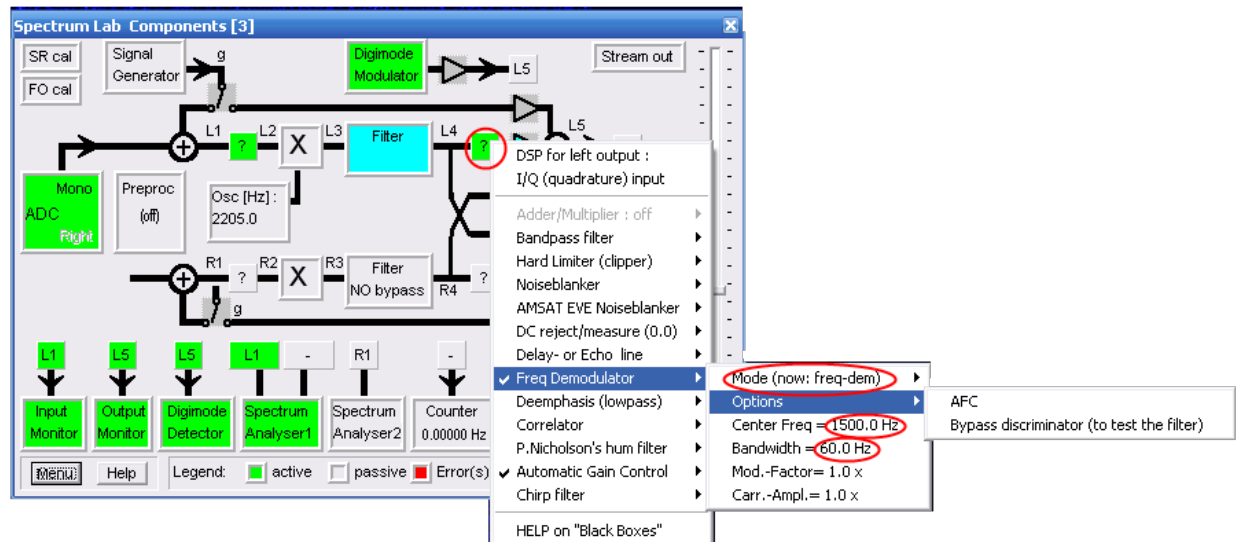 Spectrum Lab Components [3]
SR cal
FO cal
Signal
Generator
g
Digimode
Modulator
L5
Stream out
L1
?
L2
X
L3
Filter
L4
?
L5
Mono
ADC
Right
Preproc
(off)
Osc [Hz] :
2205.0
R1
?
R2
X
R3
Filter
NO bypass
R4
?
g
L1
L5
L5
L1
-
R1
-
Input
Monitor
Output
Monitor
Digimode
Detector
Spectrum
Analyser1
Spectrum
Analyser2
Counter
0.00000 Hz
Menu
Help
Legend:
active
passive
Error(s)
DSP for left output :
I/Q (quadrature) input
Adder/Multiplier : off
Bandpass filter
Hard Limiter (clipper)
Noiseblanker
AMSAT EVE Noiseblanker
DC reject/measure (0.0)
Delay- or Echo line
Freq Demodulator
Deemphasis (lowpass)
Correlator
P.Nicholson's hum filter
Automatic Gain Control
Chirp filter
HELP on "Black Boxes"
Mode (now: freq-dem)
Options
Center Freq = 1500.0 Hz
Bandwidth = 60.0 Hz
Mod.-Factor= 1.0 x
Carr.-Ampl.= 1.0 x
AFC
Bypass discriminator (to test the filter)